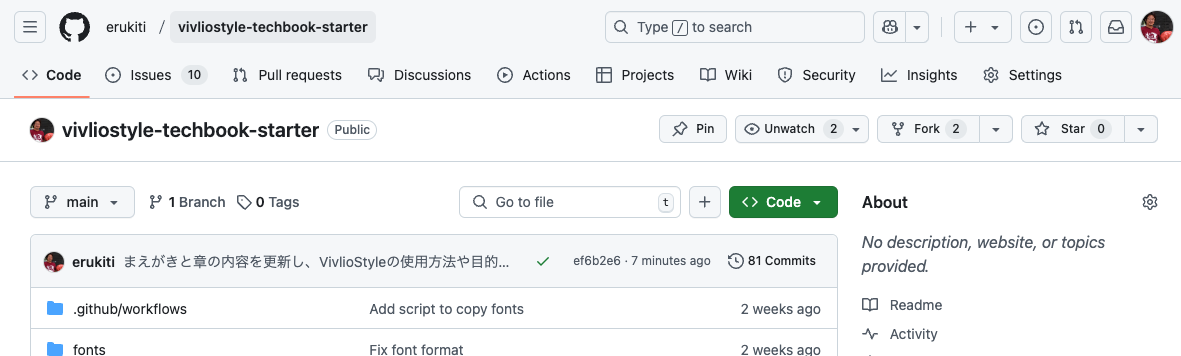 erukiti / vivliostyle-techbook-starter Type / to search
Code Issues 10 Pull requests Discussions Actions Projects Wiki Security Insights Settings
vivliostyle-techbook-starter Public Pin Unwatch 2 Fork 2 Star 0
main 1 Branch 0 Tags Go to file t Code
About
No description, website, or topics
provided.
erukiti まえがきと章の内容を更新し、VivlioStyleの使用方法や目的... ef6b2e6 · 7 minutes ago 81 Commits
.github/workflows Add script to copy fonts 2 weeks ago
fonts Fix font format 2 weeks ago
Readme
Activity